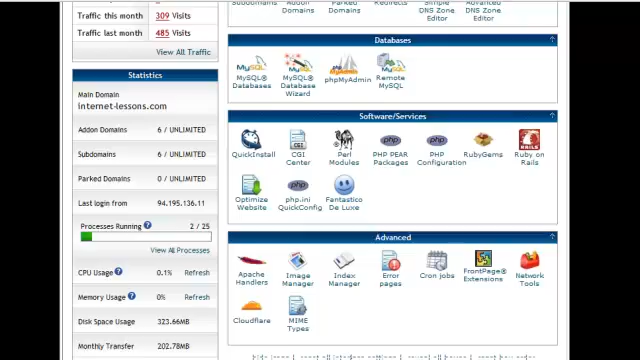 Traffic this month 309 Visits
Traffic last month 485 Visits
View All Traffic
Statistics
Main Domain
internet-lessons.com
Addon Domains 6 / UNLIMITED
Subdomains 6 / UNLIMITED
Parked Domains 0 / UNLIMITED
Last login from 94.195.136.11
Processes Running 2 / 25
View All Processes
CPU Usage 0.1% Refresh
Memory Usage 0% Refresh
Disk Space Usage 323.66MB
Monthly Transfer 202.78MB
Subdomains Addon Domains Parked Domains Redirects Simple DNS Zone Editor Advanced DNS Zone Editor
Databases
MySQL® Databases
MySQL® Database Wizard
phpMyAdmin
Remote MySQL
Software/Services
QuickInstall
CGI Center
Perl Modules
PHP PEAR Packages
PHP Configuration
RubyGems
Ruby on Rails
Optimize Website
php.ini QuickConfig
Fantastico De Luxe
Advanced
Apache Handlers
Image Manager
Index Manager
Error pages
Cron jobs
FrontPage® Extensions
Network Tools
Cloudflare
MIME Types